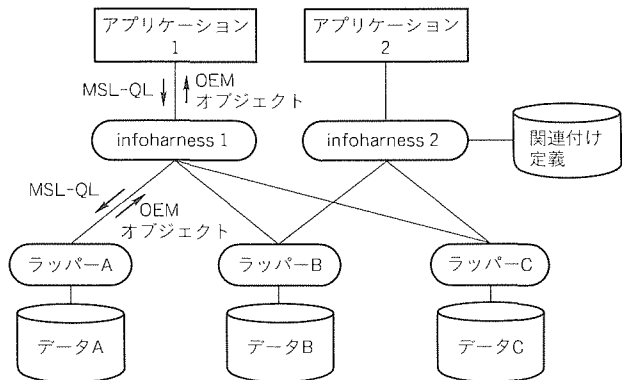 アプリケーション
1
アプリケーション
2
MSL-QL
OEM
オブジェクト
infoharness 1
infoharness 2
関連付け
定義
MSL-QL
OEM
オブジェクト
ラッパーA
ラッパーB
ラッパーC
データA
データB
データC